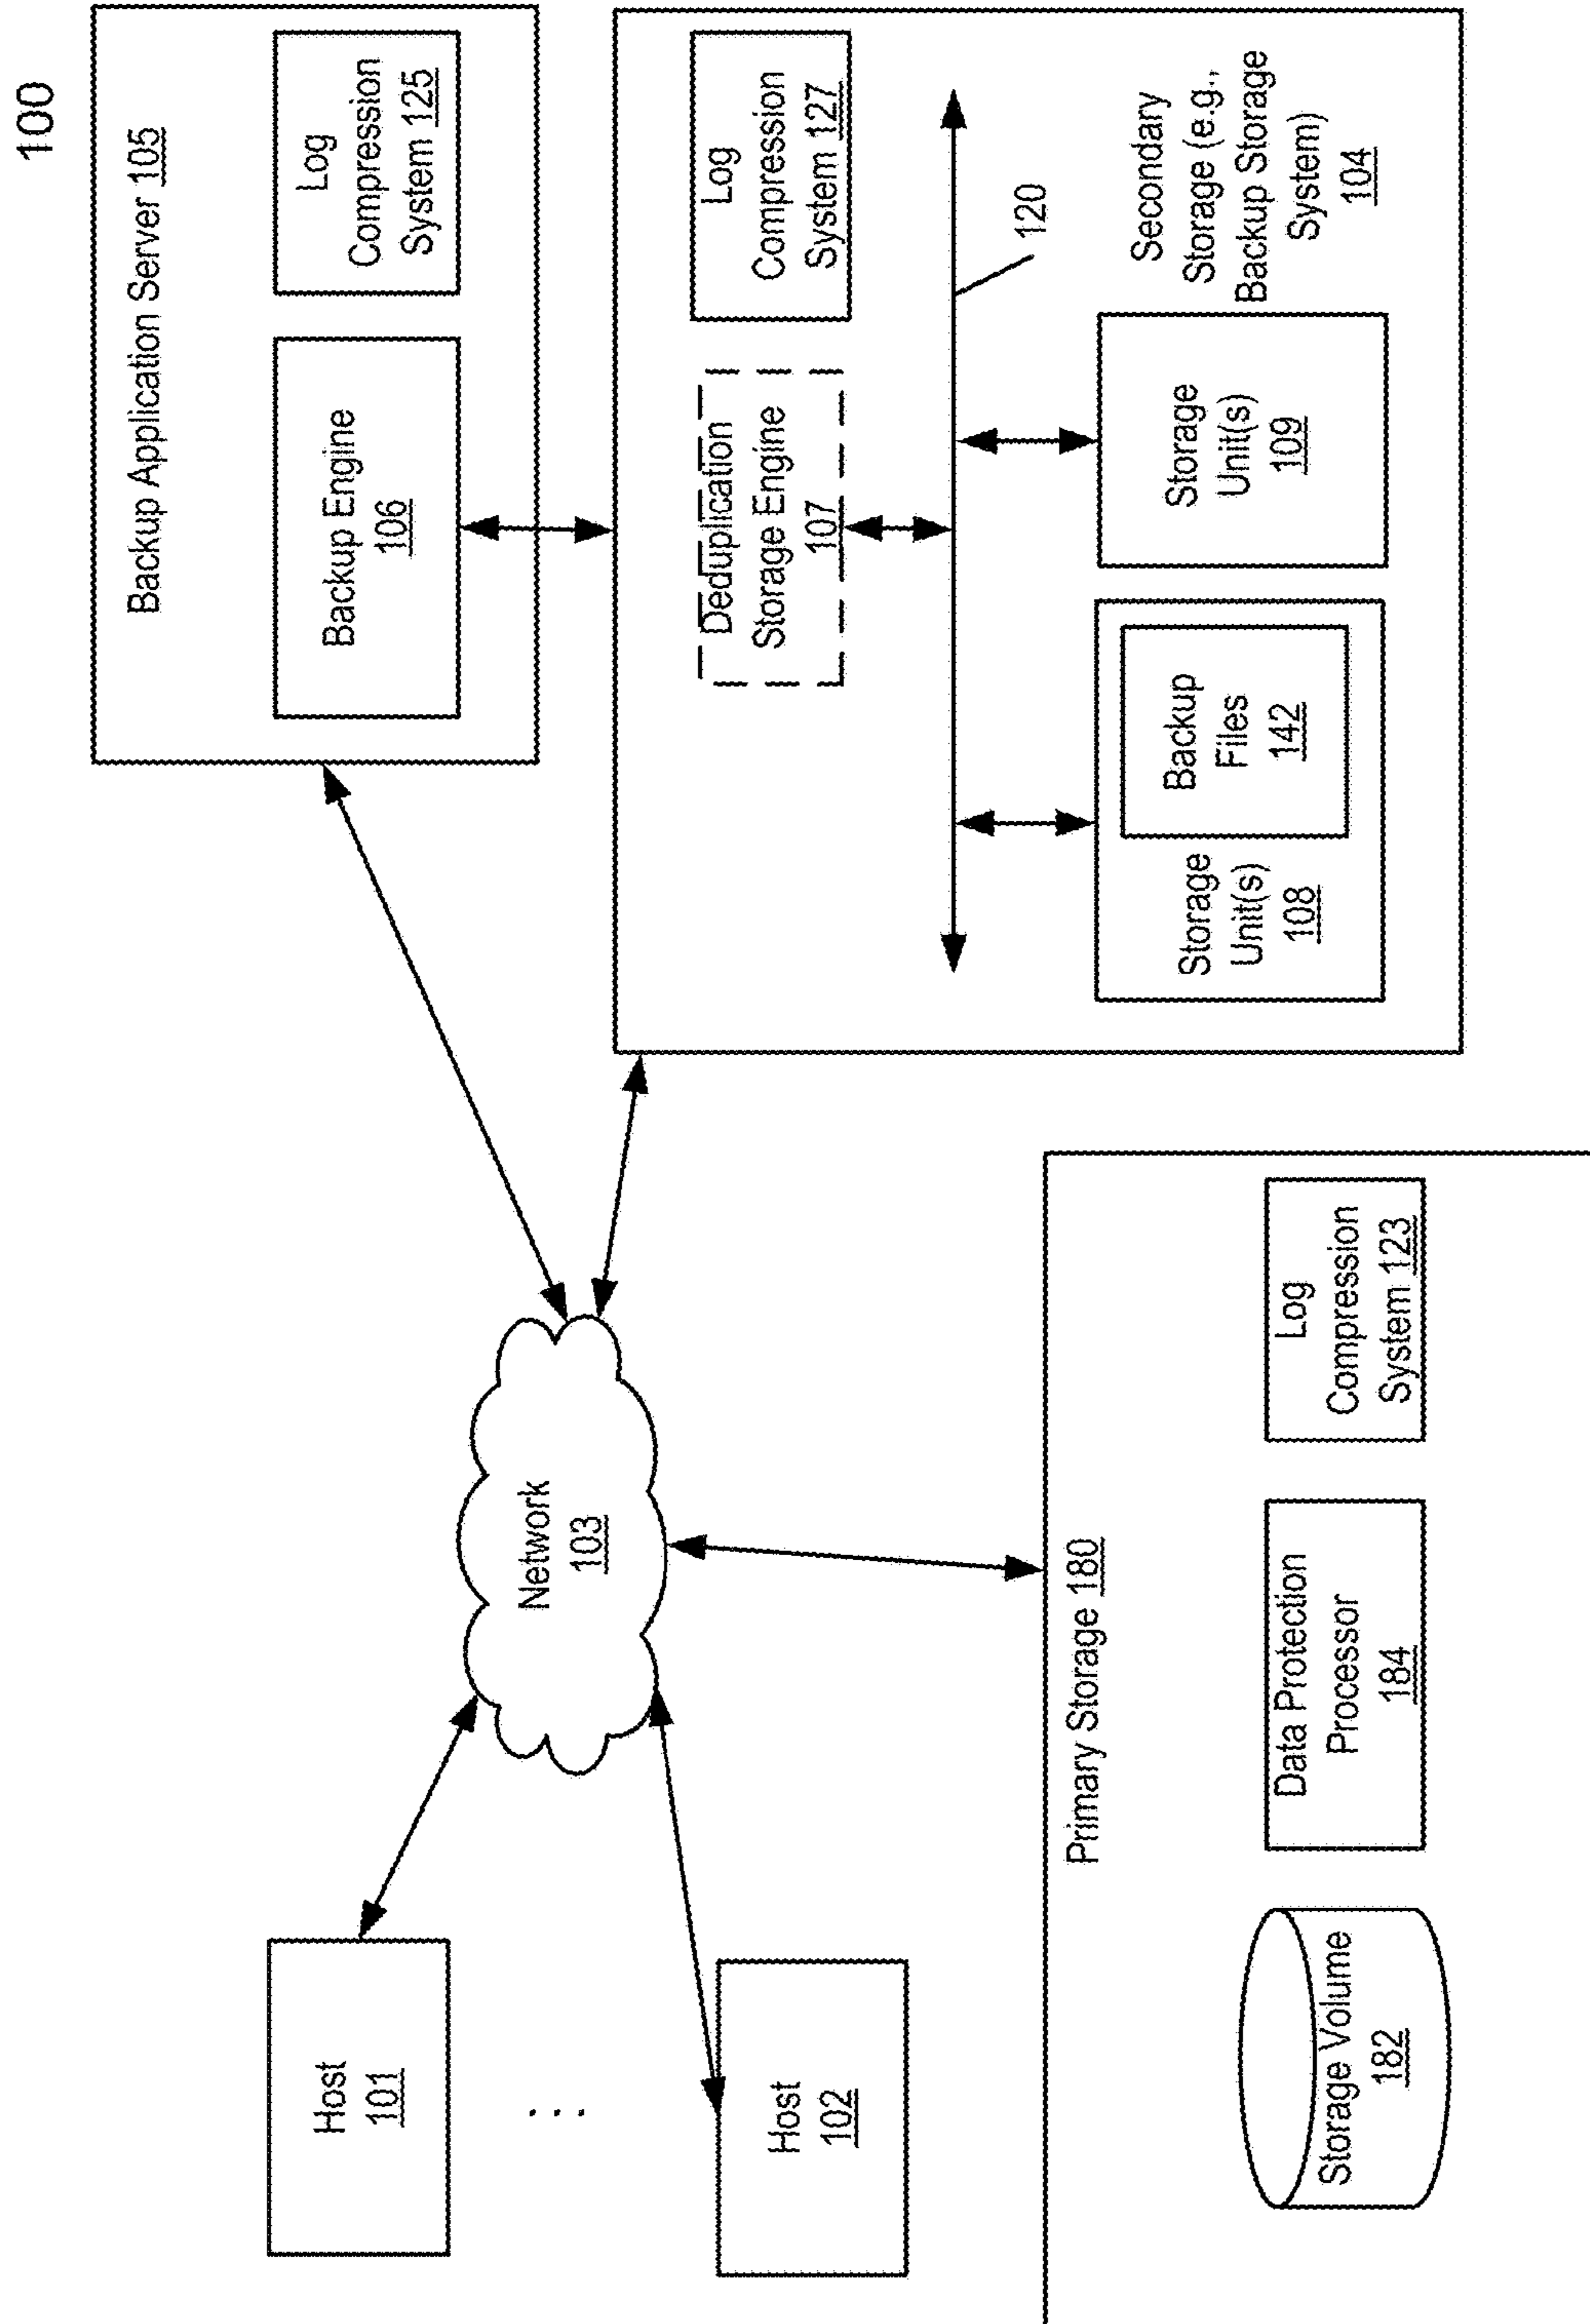 100
Backup Application Server 105
Backup Engine
106
Log
Compression
System 125
Host
101
. . .
Host
102
Network
103
Deduplication
Storage Engine
107
Log
Compression
System 127
120
Storage
Unit(s)
108
Backup
Files
142
Storage
Unit(s)
109
Secondary
Storage (e.g.,
Backup Storage
System)
104
Primary Storage 180
Storage Volume
182
Data Protection
Processor
184
Log
Compression
System 123